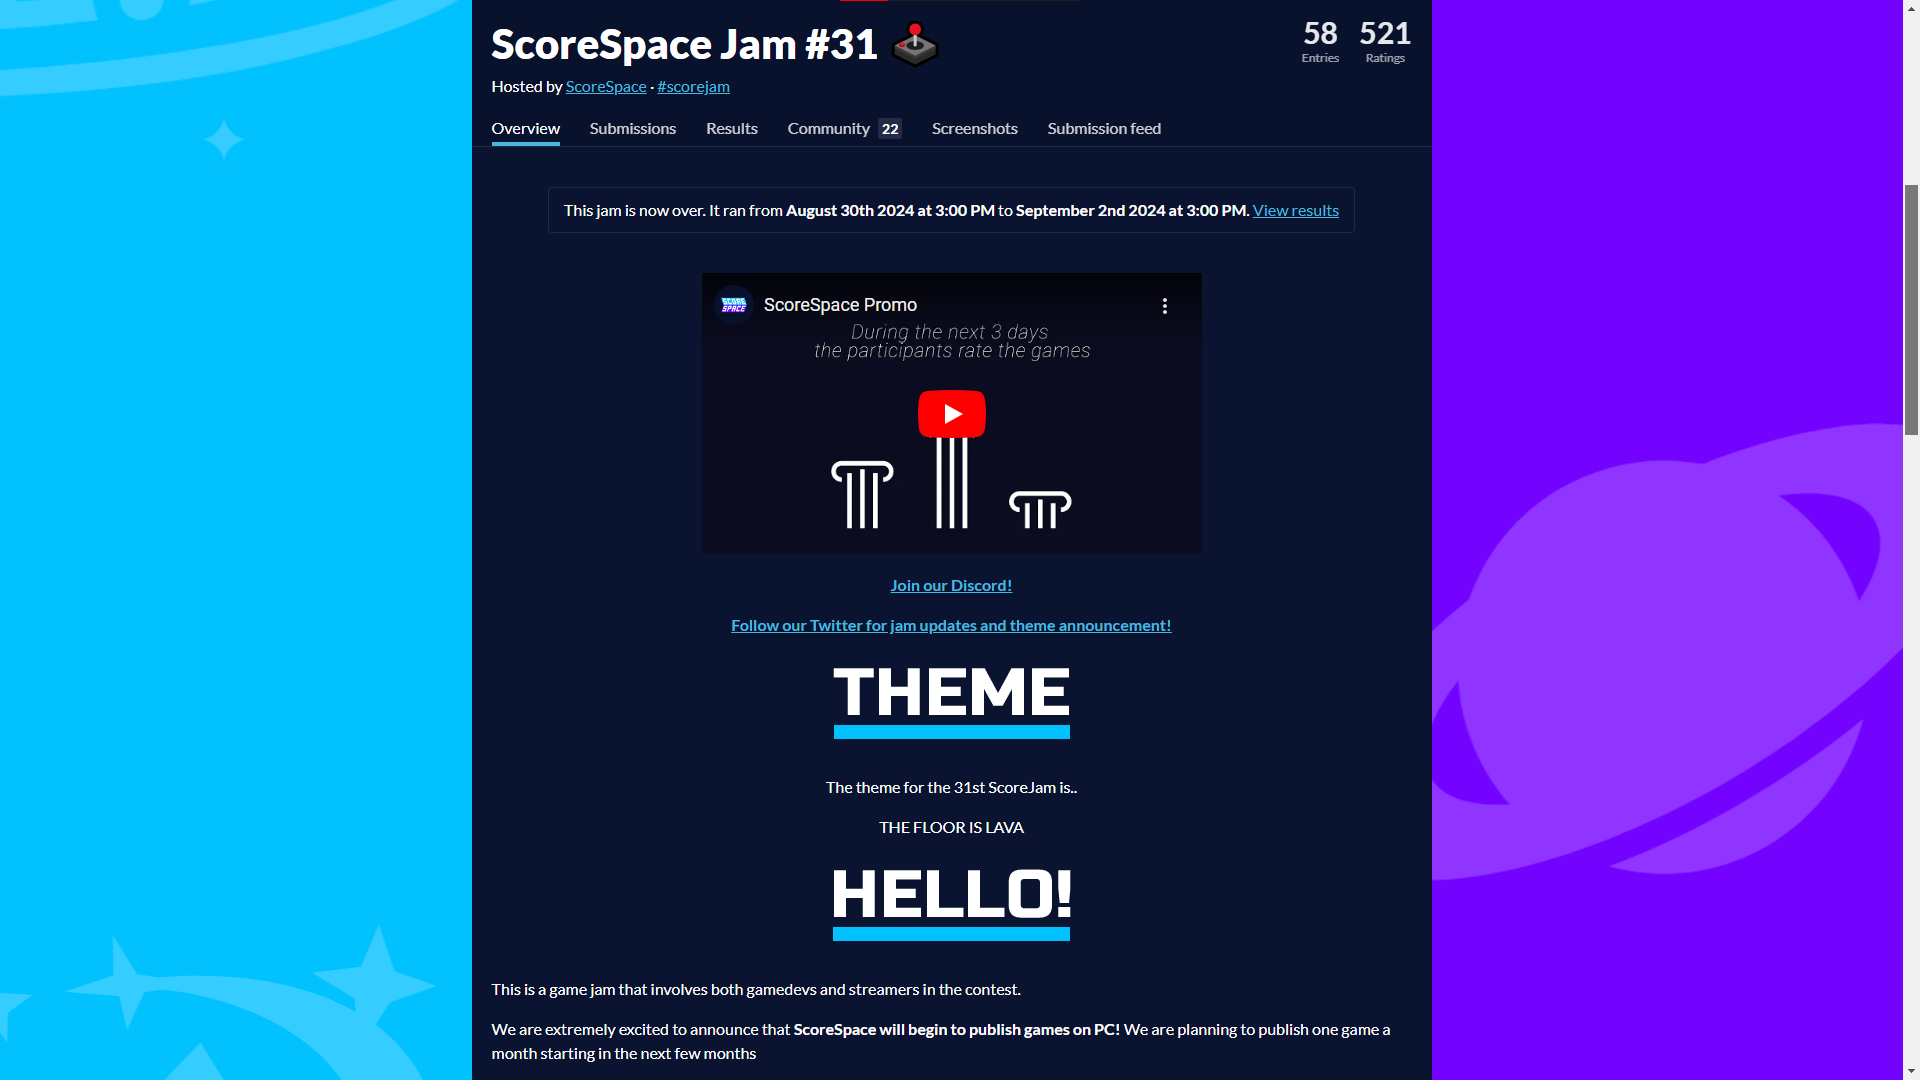 ScoreSpace Jam #31
58
Entries
521
Ratings
Hosted by ScoreSpace · #scorejam
Overview
Submissions
Results
Community 22
Screenshots
Submission feed
This jam is now over. It ran from August 30th 2024 at 3:00 PM to September 2nd 2024 at 3:00 PM. View results
SCORE
SPACE
ScoreSpace Promo
During the next 3 days
the participants rate the games
Join our Discord!
Follow our Twitter for jam updates and theme announcement!
THEME
The theme for the 31st ScoreJam is..
THE FLOOR IS LAVA
HELLO!
This is a game jam that involves both gamedevs and streamers in the contest.
We are extremely excited to announce that ScoreSpace will begin to publish games on PC! We are planning to publish one game a
month starting in the next few months